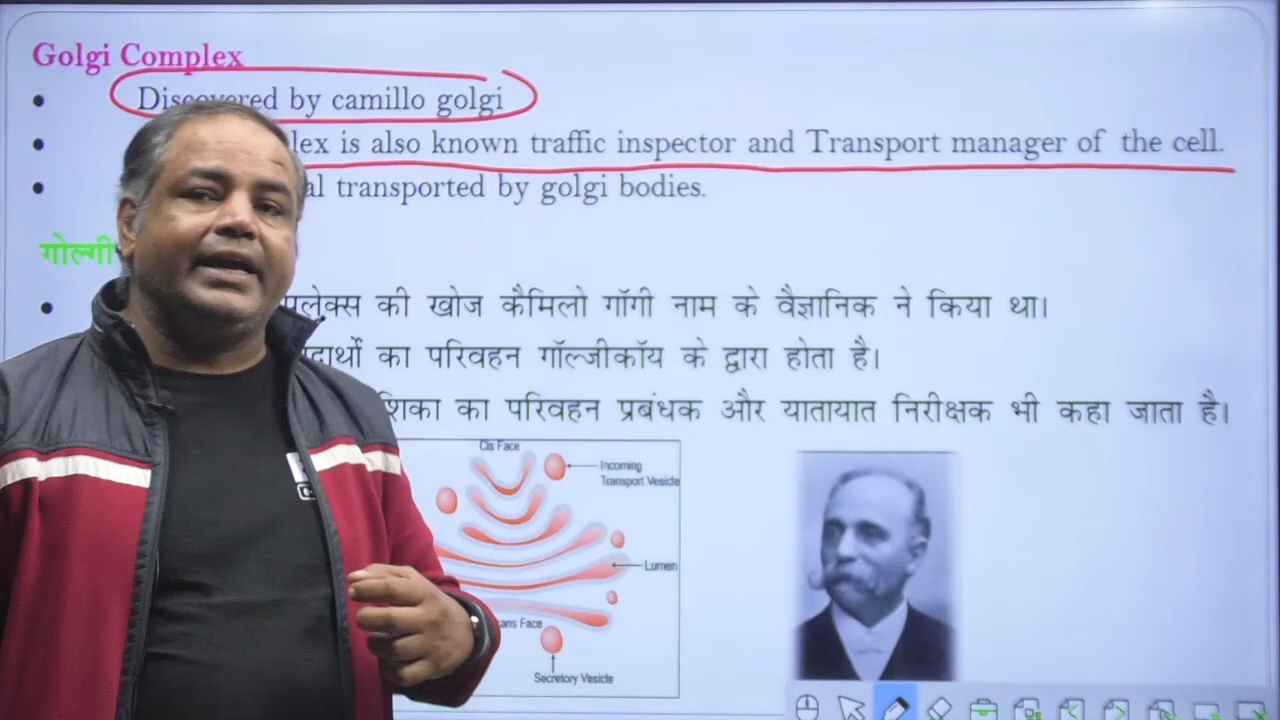 Golgi Complex
Discovered by camillo golgi
lex is also known traffic inspector and Transport manager of the cell.
al transported by golgi bodies.
गोल्गी
पलेक्स की खोज कैमिलो गॉगी नाम के वैज्ञानिक ने किया था।
दार्थों का परिवहन गॉल्जीकॉय के द्वारा होता है।
शिका का परिवहन प्रबंधक और यातायात निरीक्षक भी कहा जाता है।
Cis Face
Incoming
Transport Vesicle
Lumen
ans Face
Secretory Vesicle